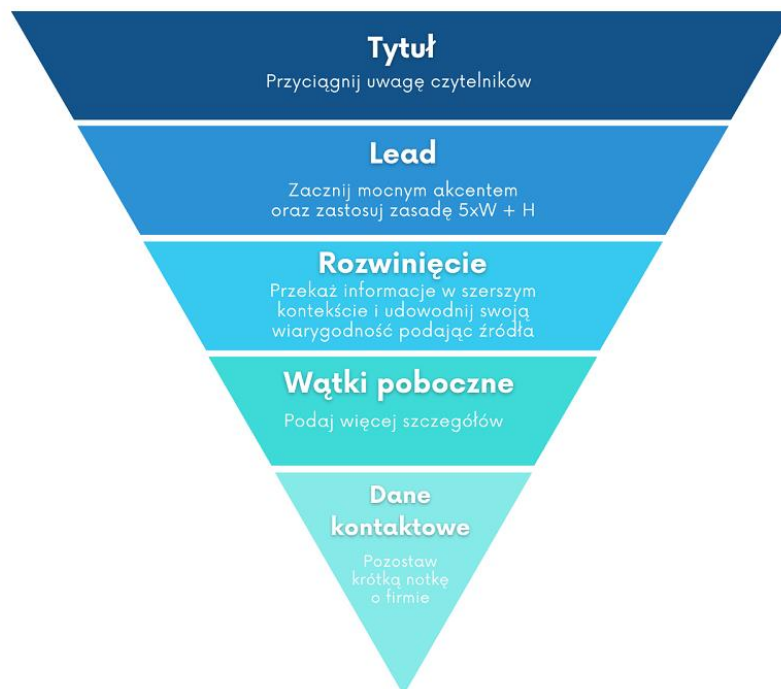 Tytuł
Przyciągnij uwagę czytelników
Lead
Zacznij mocnym akcentem
oraz zastosuj zasadę 5xW + H
Rozwinięcie
Przekaż informacje w szerszym
kontekście i udowodnij swoją
wiarygodność podając źródła
Wątki poboczne
Podaj więcej szczegółów
Dane
kontaktowe
Pozostaw
krótką notkę
o firmie